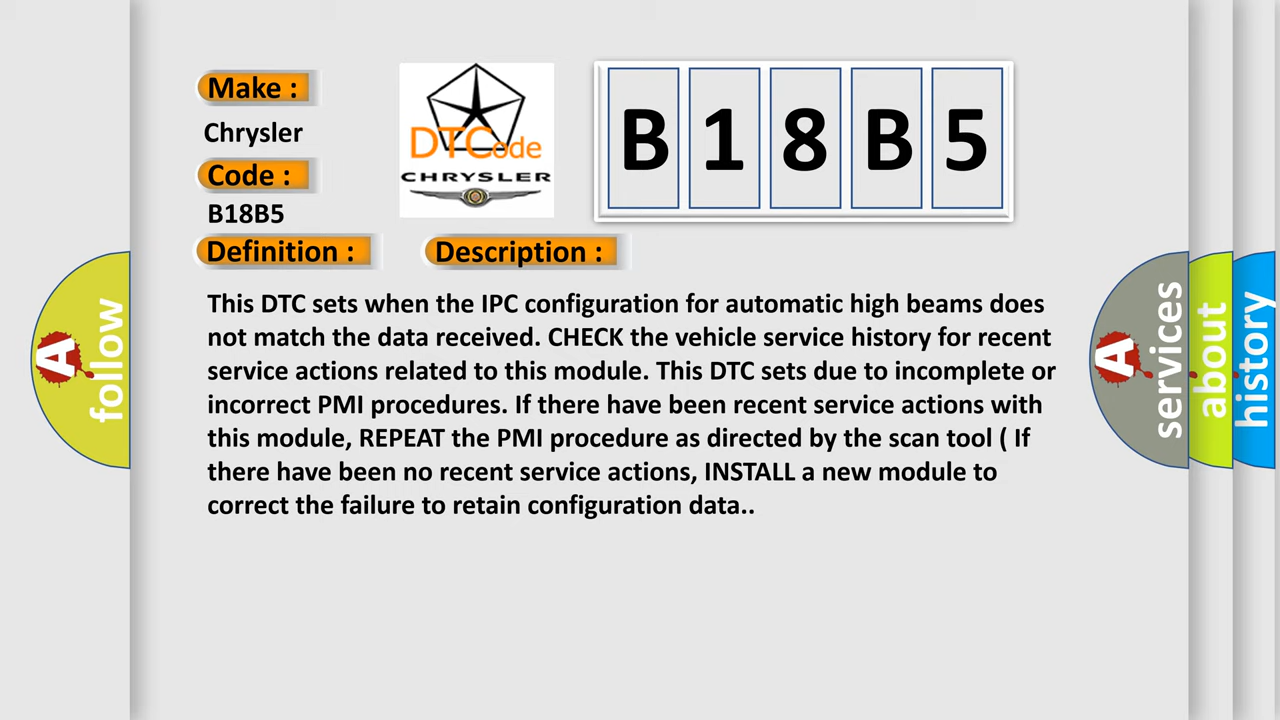 Make :
Chrysler
Code :
B18B5
Definition :
Description :
DTCode
CHRYSLER
B 1 8 B 5
This DTC sets when the IPC configuration for automatic high beams does
not match the data received. CHECK the vehicle service history for recent
service actions related to this module. This DTC sets due to incomplete or
incorrect PMI procedures. If there have been recent service actions with
this module, REPEAT the PMI procedure as directed by the scan tool ( If
there have been no recent service actions, INSTALL a new module to
correct the failure to retain configuration data..
A
follow
A
services
about
history